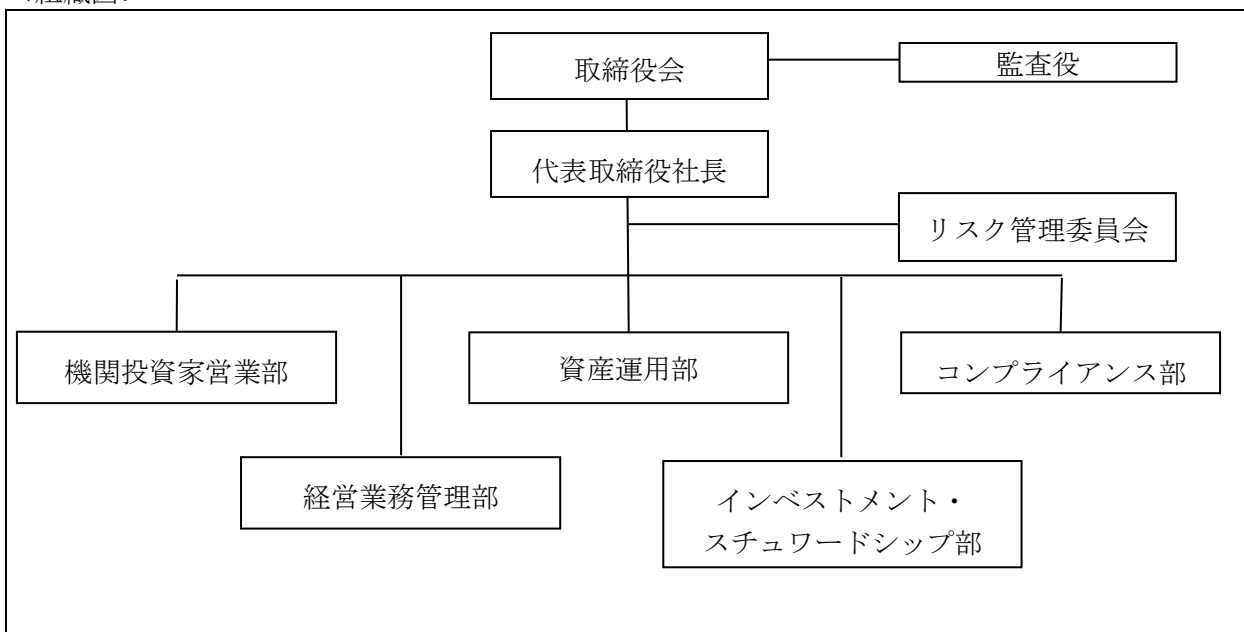 取締役会
監査役
代表取締役社長
リスク管理委員会
機関投資家営業部
資産運用部
コンプライアンス部
経営業務管理部
インベストメント・
スチュワードシップ部